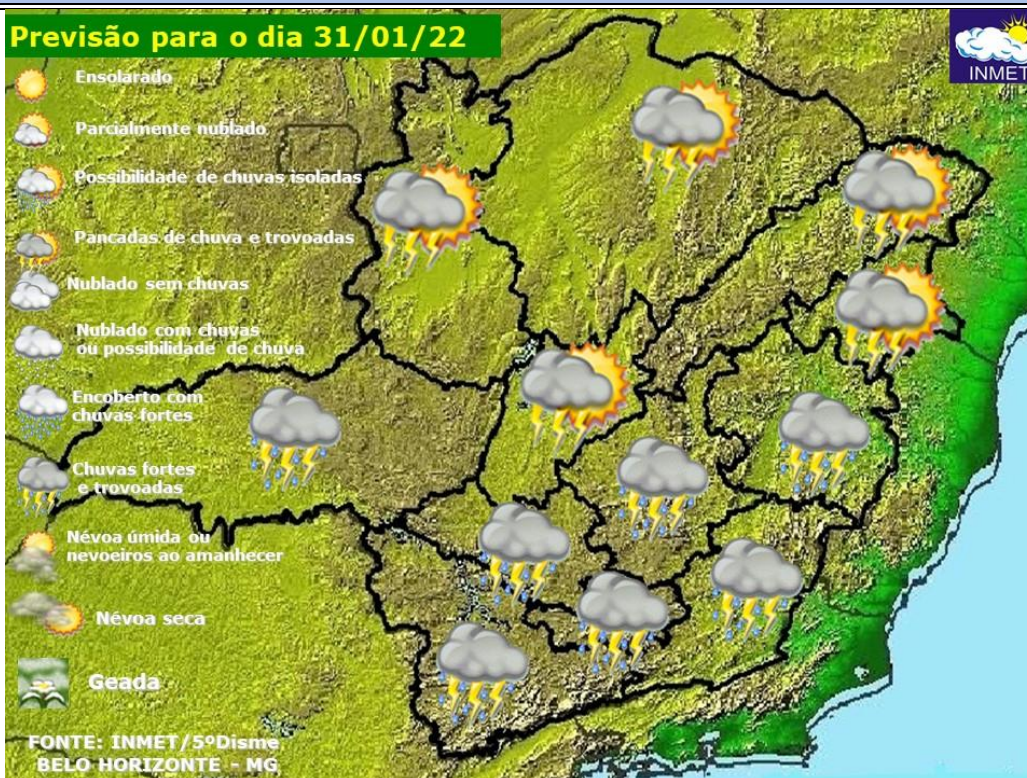 Previsão para o dia 31/01/22
INMET
Ensolarado
Parcialmente nublado
Possibilidade de chuvas isoladas
Pancadas de chuva e trovoadas
Nublado sem chuvas
Nublado com chuvas
ou possibilidade de chuva
Encoberto com
chuvas fortes
Chuvas fortes
e trovoadas
Névoa úmida ou
nevoeiros ao amanhecer
Névoa seca
Geada
FONTE: INMET/5ºDisme
BELO HORIZONTE - MG